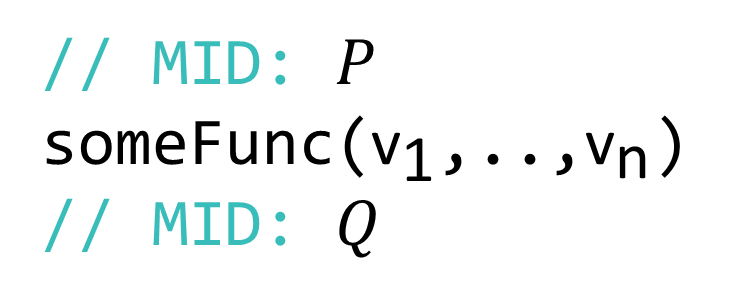 // MID: P
someFunc(v₁,..,vₙ)
// MID: Q